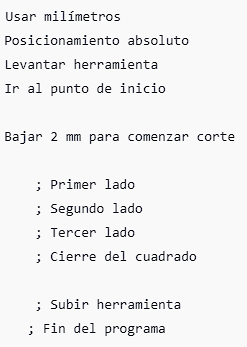 Usar milímetros
Posicionamiento absoluto
Levantar herramienta
Ir al punto de inicio
Bajar 2 mm para comenzar corte
; Primer lado
; Segundo lado
; Tercer lado
; Cierre del cuadrado
; Subir herramienta
; Fin del programa